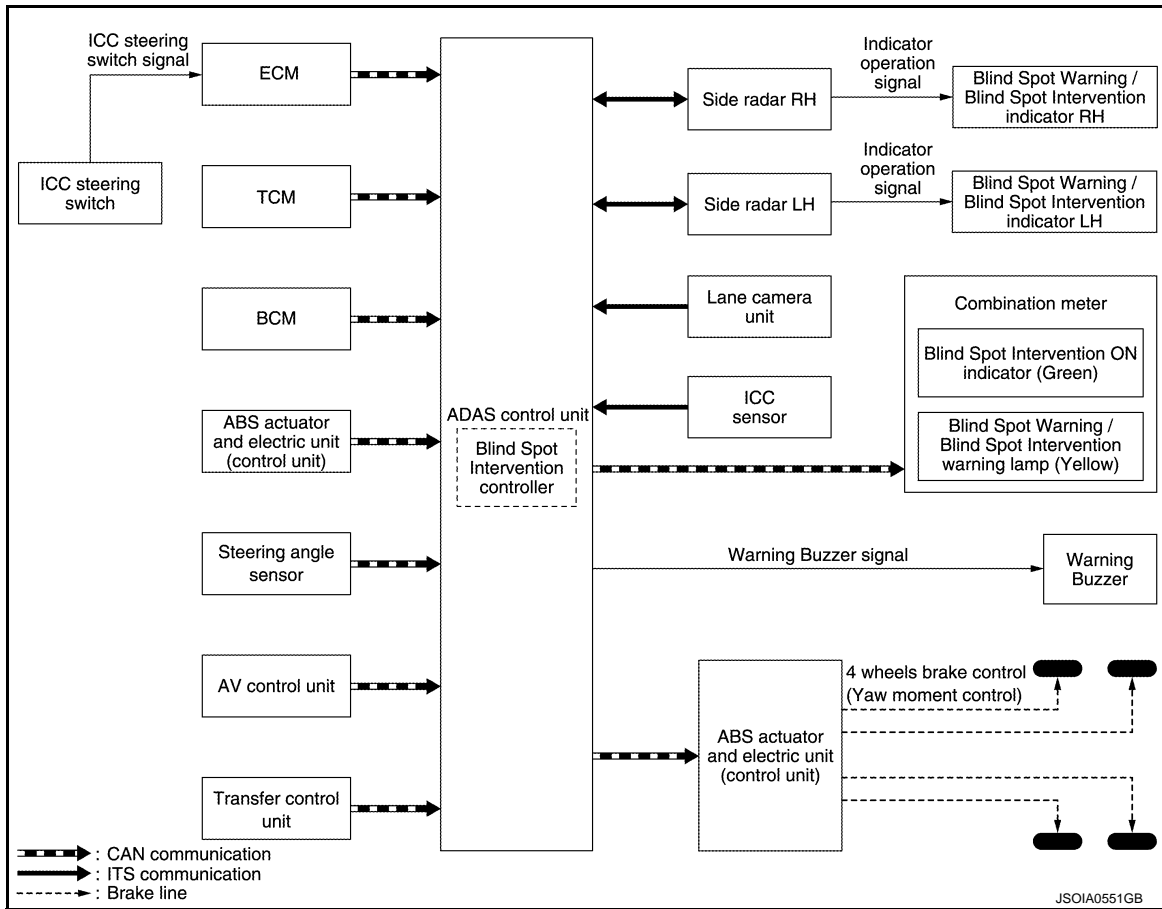 ICC steering
switch signal
ECM
ICC steering
switch
TCM
BCM
ABS actuator
and electric unit
(control unit)
Steering angle
sensor
AV control unit
Transfer control
unit
ADAS control unit
Blind Spot
Intervention
controller
Side radar RH
Indicator
operation
signal
Blind Spot Warning /
Blind Spot Intervention
indicator RH
Side radar LH
Indicator
operation
signal
Blind Spot Warning /
Blind Spot Intervention
indicator LH
Lane camera
unit
ICC
sensor
Combination meter
Blind Spot Intervention ON
indicator (Green)
Blind Spot Warning /
Blind Spot Intervention
warning lamp (Yellow)
Warning Buzzer signal
Warning
Buzzer
ABS actuator
and electric unit
(control unit)
4 wheels brake control
(Yaw moment control)
: CAN communication
: ITS communication
: Brake line
JSOIA0551GB